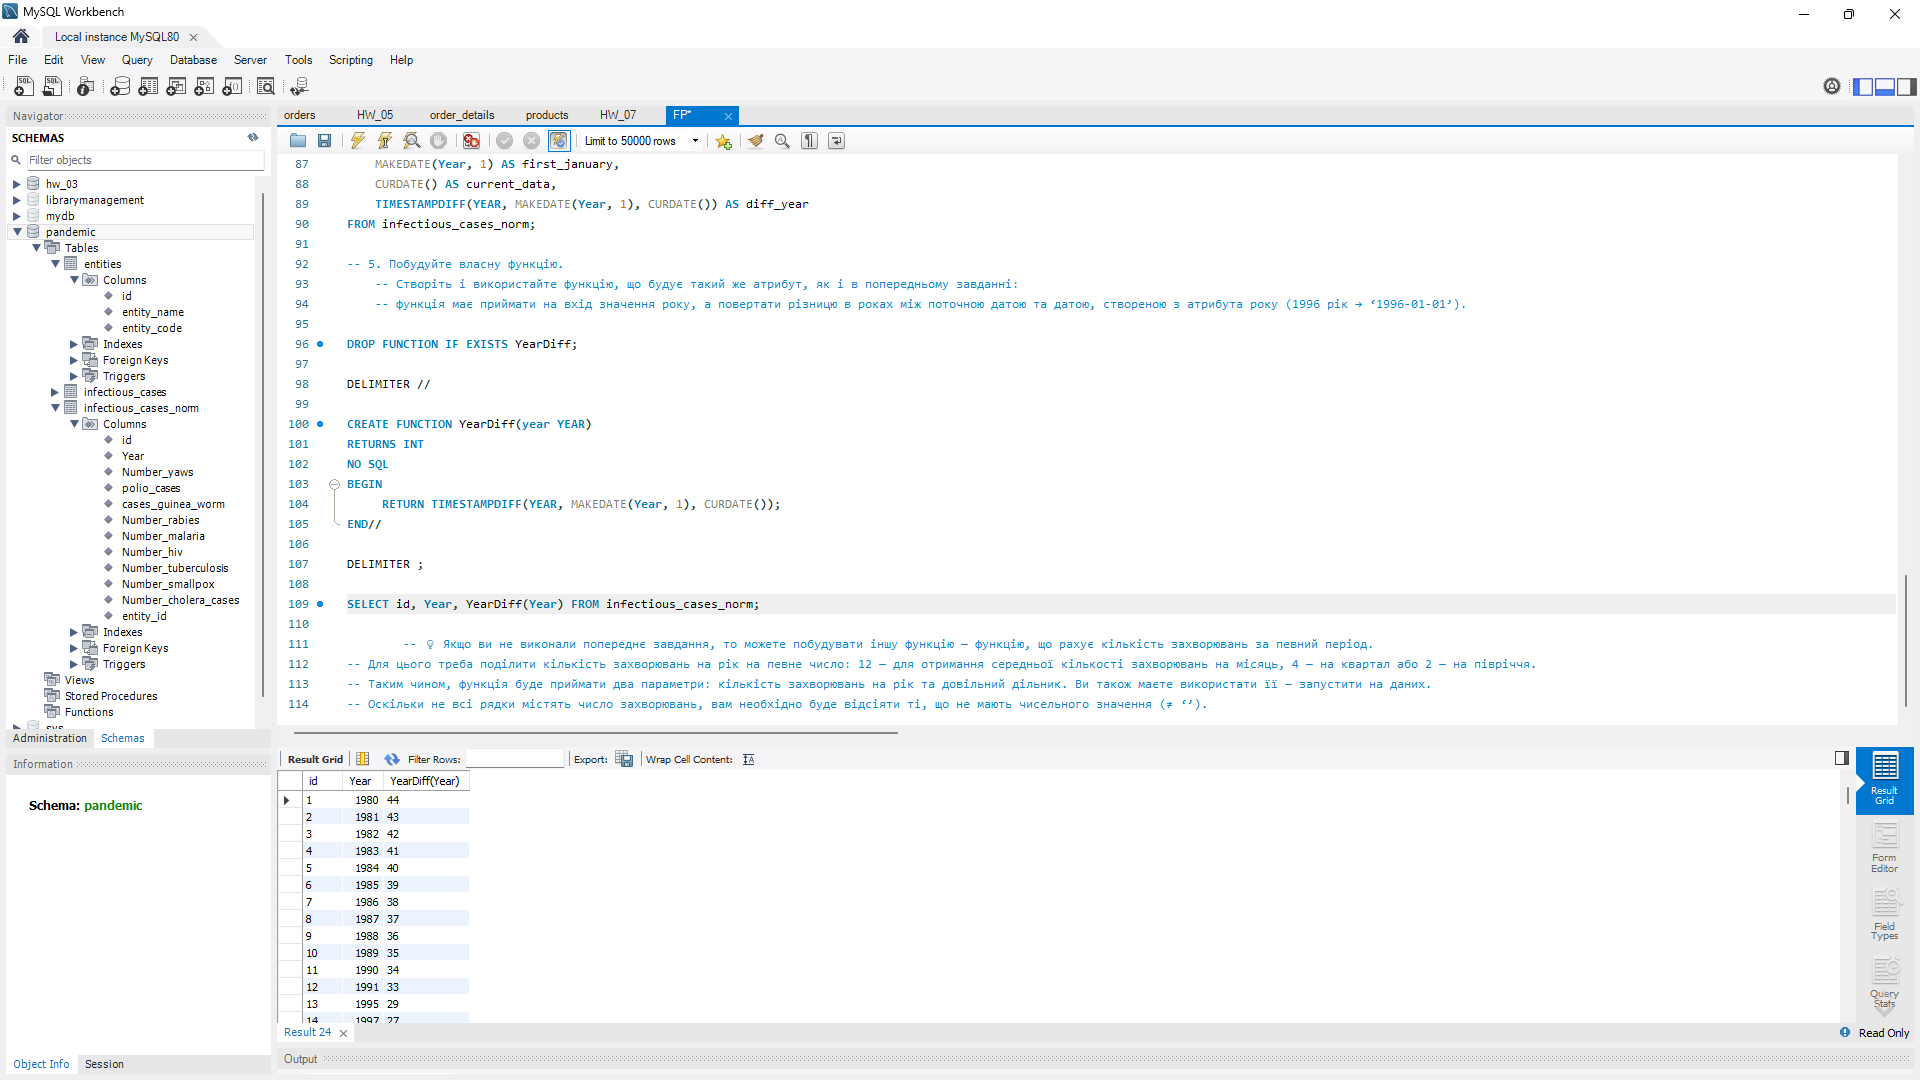 MySQL Workbench
Local instance MySQL80
File Edit View Query Database Server Tools Scripting Help
Navigator
SCHEMAS
Filter objects
hw_03
librarymanagement
mydb
pandemic
Tables
entities
Columns
id
entity_name
entity_code
Indexes
Foreign Keys
Triggers
infectious_cases
infectious_cases_norm
Columns
id
Year
Number_yaws
polio_cases
cases_guinea_worm
Number_rabies
Number_malaria
Number_hiv
Number_tuberculosis
Number_smallpox
Number_cholera_cases
entity_id
Indexes
Foreign Keys
Triggers
Views
Stored Procedures
Functions
sys
Administration Schemas
Information
Schema: pandemic
Object Info Session
orders HW_05 order_details products HW_07 FP*
Limit to 50000 rows
87 MAKEDATE(Year, 1) AS first_january,
88 CURDATE() AS current_data,
89 TIMESTAMPDIFF(YEAR, MAKEDATE(Year, 1), CURDATE()) AS diff_year
90 FROM infectious_cases_norm;
91
92 -- 5. Побудуйте власну функцію.
93 -- Створіть і використайте функцію, що будує такий же атрибут, як і в попередньому завданні:
94 -- функція має приймати на вхід значення року, а повертати різницю в роках між поточною датою та датою, створеною з атрибута року (1996 рік → ‘1996-01-01’).
95
96 DROP FUNCTION IF EXISTS YearDiff;
97
98 DELIMITER //
99
100 CREATE FUNCTION YearDiff(year YEAR)
101 RETURNS INT
102 NO SQL
103 BEGIN
104 RETURN TIMESTAMPDIFF(YEAR, MAKEDATE(Year, 1), CURDATE());
105 END//
106
107 DELIMITER ;
108
109 SELECT id, Year, YearDiff(Year) FROM infectious_cases_norm;
110
111 -- 💡 Якщо ви не виконали попереднє завдання, то можете побудувати іншу функцію — функцію, що рахує кількість захворювань за певний період.
112 -- Для цього треба поділити кількість захворювань на рік на певне число: 12 — для отримання середньої кількості захворювань на місяць, 4 — на квартал або 2 — на півріччя.
113 -- Таким чином, функція буде приймати два параметри: кількість захворювань на рік та довільний дільник. Ви також маєте використати її — запустити на даних.
114 -- Оскільки не всі рядки містять число захворювань, вам необхідно буде відсіяти ті, що не мають чисельного значення (≠ ‘’).
Result Grid Filter Rows: Export: Wrap Cell Content:
id Year YearDiff(Year)
1 1980 44
2 1981 43
3 1982 42
4 1983 41
5 1984 40
6 1985 39
7 1986 38
8 1987 37
9 1988 36
10 1989 35
11 1990 34
12 1991 33
13 1995 29
14 1997 27
Result Grid
Form Editor
Field Types
Query Stats
Result 24
Read Only
Output